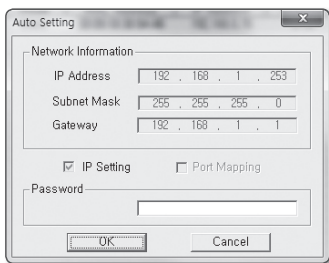 Auto Setting
Network Information
IP Address 192 . 168 . 1 . 253
Subnet Mask 255 . 255 . 255 . 0
Gateway 192 . 168 . 1 . 1
IP Setting Port Mapping
Password
OK Cancel